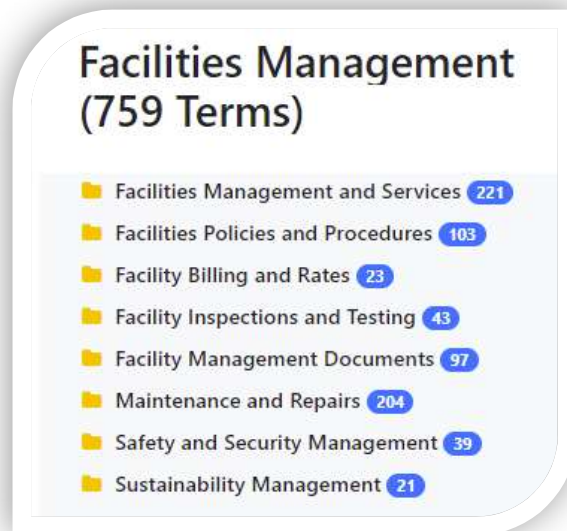 Facilities Management
(759 Terms)
Facilities Management and Services 221
Facilities Policies and Procedures 103
Facility Billing and Rates 23
Facility Inspections and Testing 43
Facility Management Documents 97
Maintenance and Repairs 204
Safety and Security Management 39
Sustainability Management 21